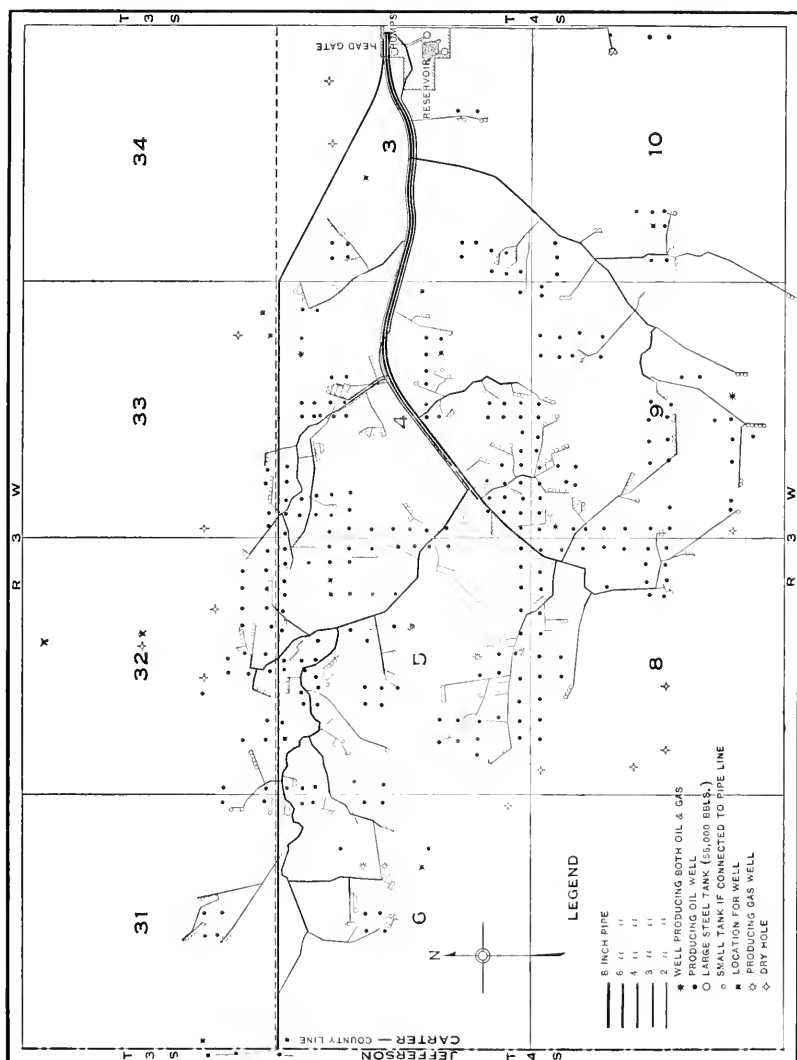 T 3 S
T 4 S
R 3 W
R 3 W
T 3 S
T 4 S
31
32
33
34
6
5
4
3
8
9
10
HEAD GATE
PUMPS
RESERVOIR
JEFFERSON
CARTER — COUNTY LINE
N
LEGEND
8 INCH PIPE
6 〃 〃
4 〃 〃
3 〃 〃
2 〃 〃
WELL PRODUCING BOTH OIL & GAS
PRODUCING OIL WELL
LARGE STEEL TANK (55,000 BBLS.)
SMALL TANK IF CONNECTED TO PIPE LINE
LOCATION FOR WELL
PRODUCING GAS WELL
DRY HOLE